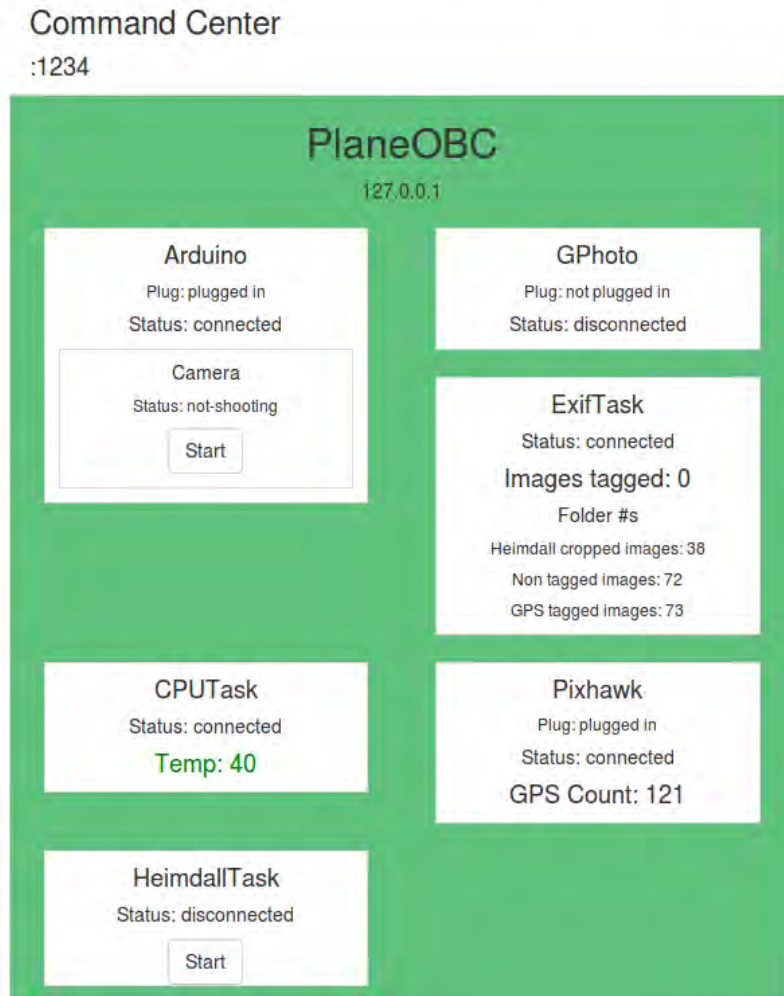 Command Center
:1234
PlaneOBC
127.0.0.1
Arduino
Plug: plugged in
Status: connected
Camera
Status: not-shooting
Start
GPhoto
Plug: not plugged in
Status: disconnected
ExifTask
Status: connected
Images tagged: 0
Folder #s
Heimdall cropped images: 38
Non tagged images: 72
GPS tagged images: 73
CPUTask
Status: connected
Temp: 40
Pixhawk
Plug: plugged in
Status: connected
GPS Count: 121
HeimdallTask
Status: disconnected
Start